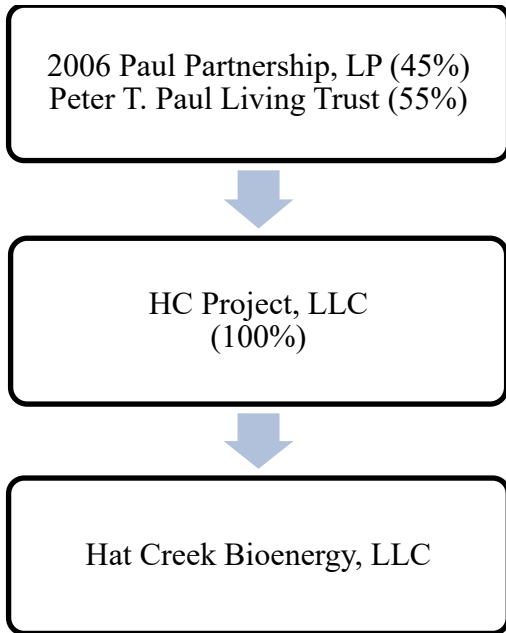 2006 Paul Partnership, LP (45%)
Peter T. Paul Living Trust (55%)
HC Project, LLC
(100%)
Hat Creek Bioenergy, LLC